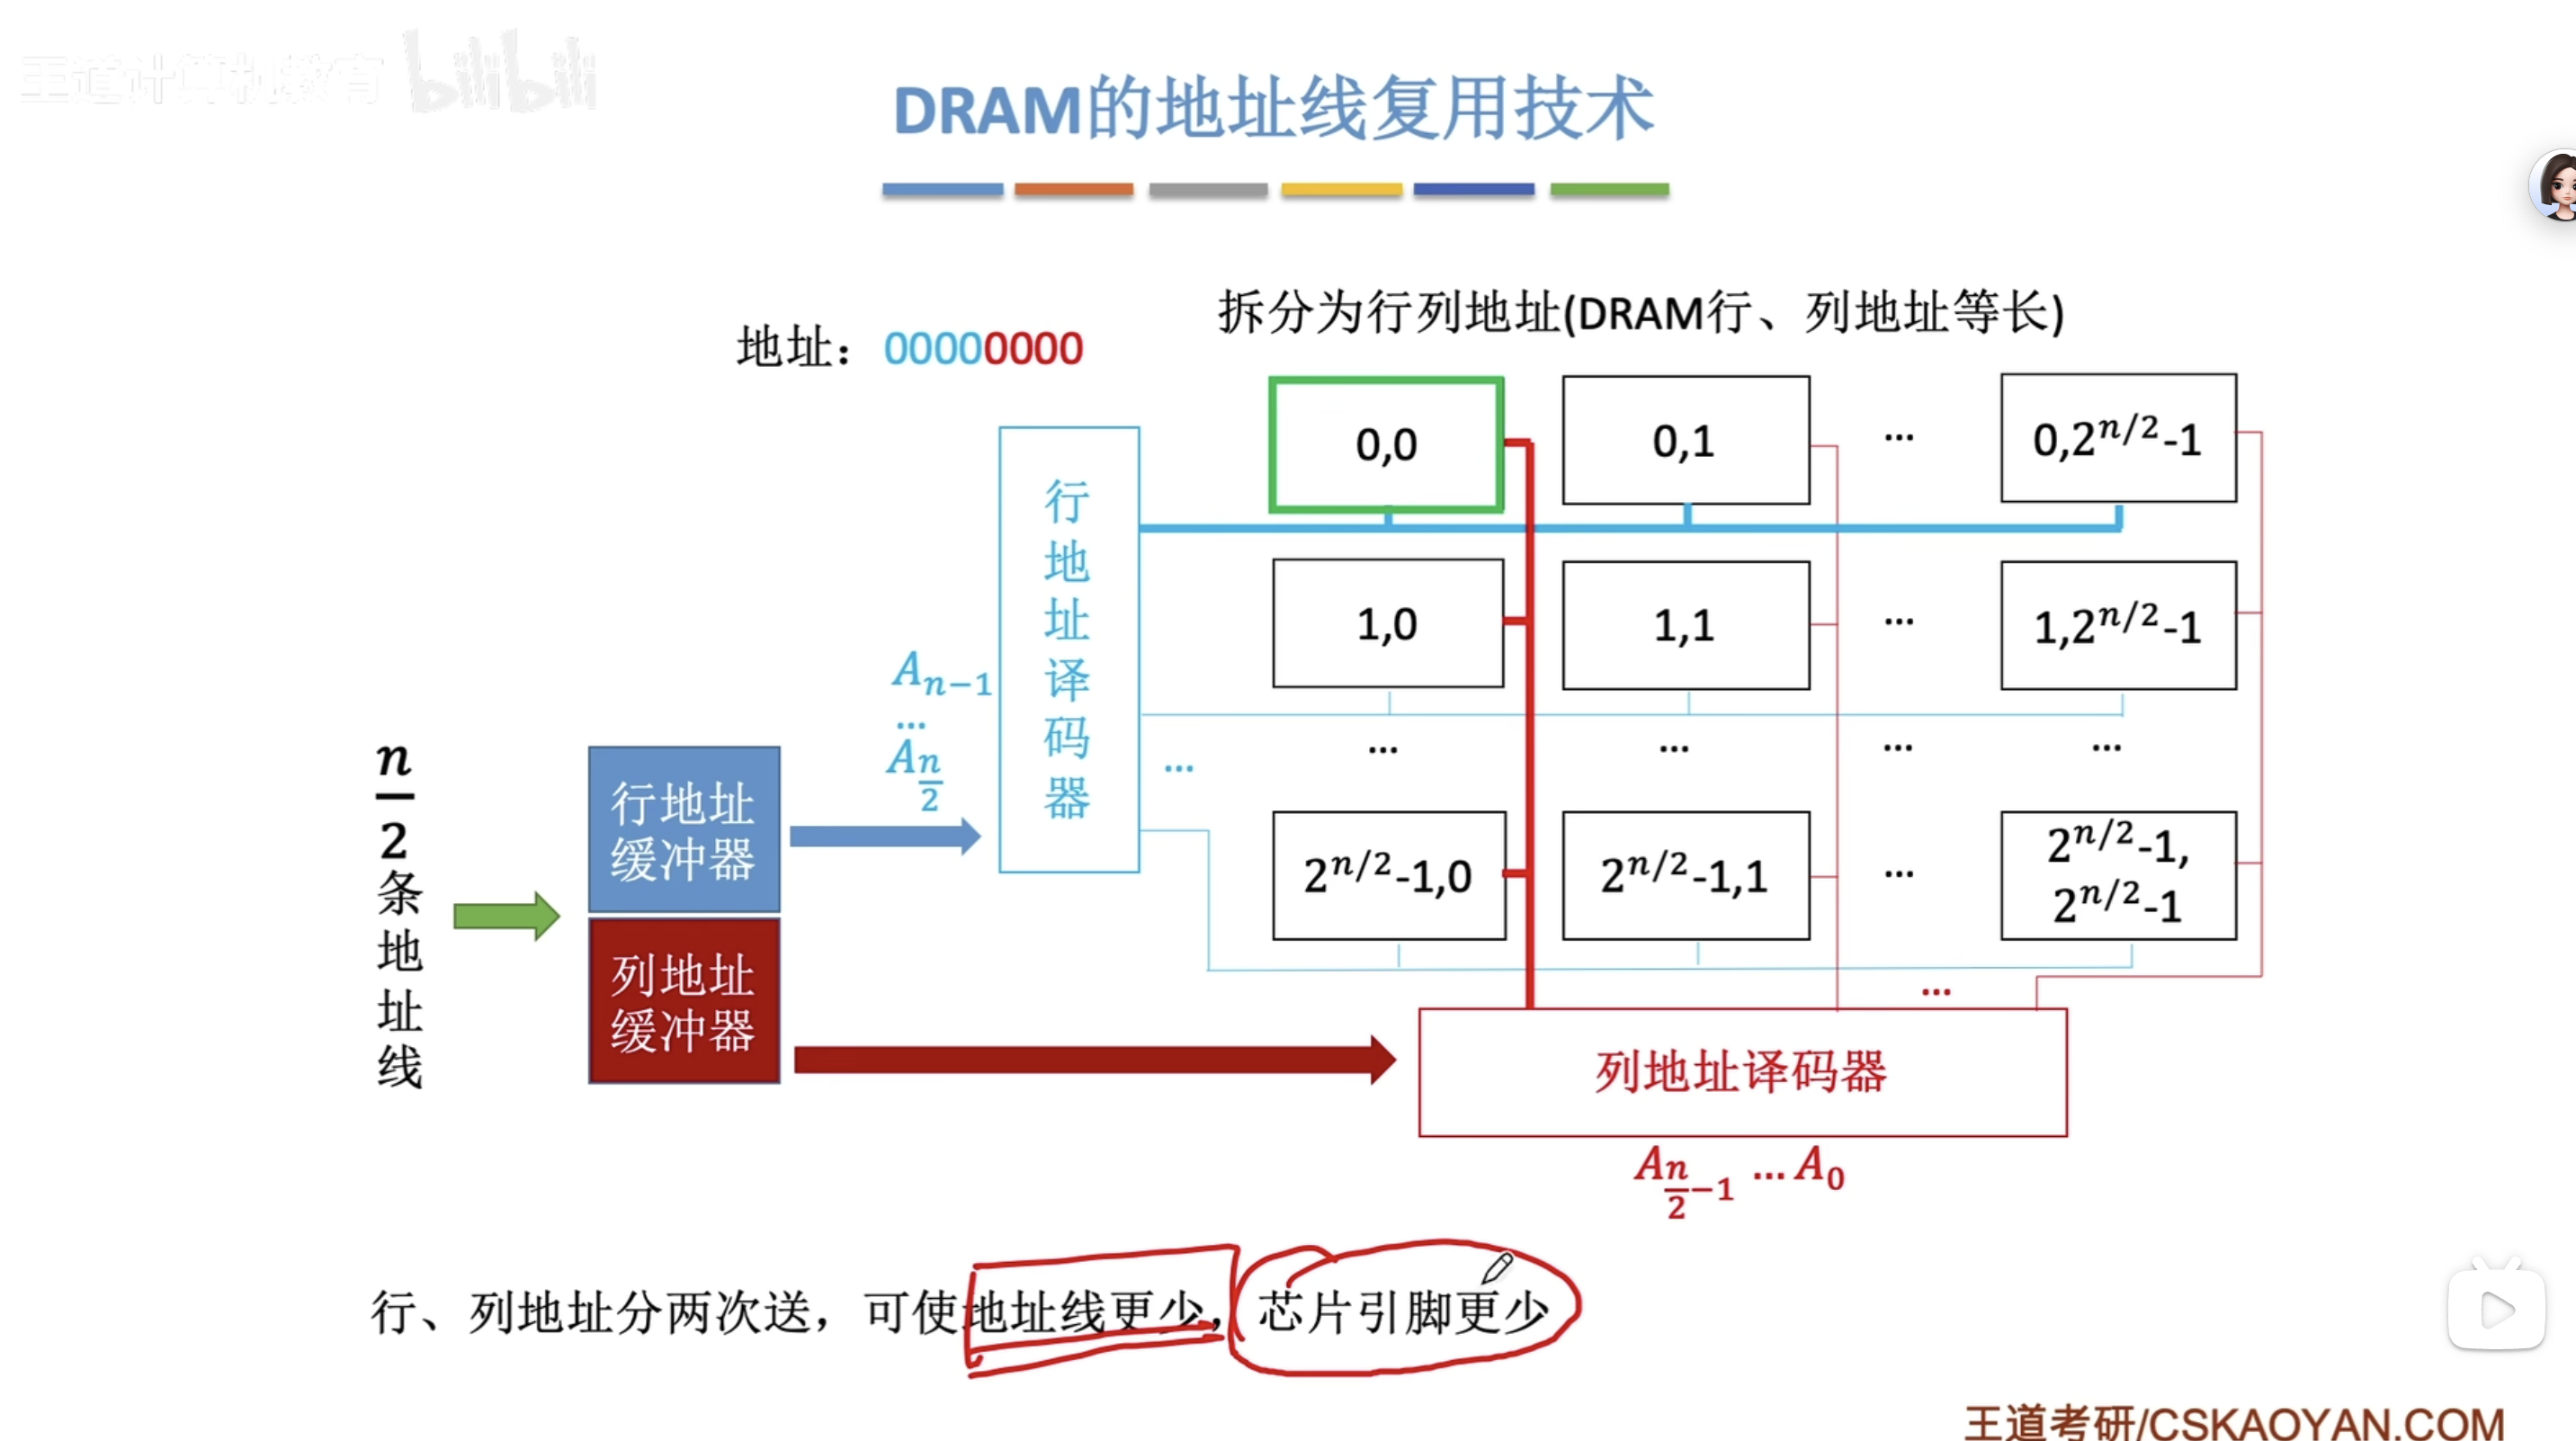 王道计算机教育 bilibili
DRAM的地址线复用技术
拆分为行列地址(DRAM行、列地址等长)
地址：00000000
0,0
0,1
...
0,2^{n/2}-1
1,0
1,1
...
1,2^{n/2}-1
...
...
...
...
2^{n/2}-1,0
2^{n/2}-1,1
...
2^{n/2}-1,
2^{n/2}-1
行地址译码器
A_{n-1}
...
A_{\frac{n}{2}}
...
\frac{n}{2}条地址线
行地址
缓冲器
列地址
缓冲器
...
列地址译码器
A_{\frac{n}{2}-1} ... A_0
行、列地址分两次送，可使地址线更少，芯片引脚更少
王道考研/CSKAOYAN.COM